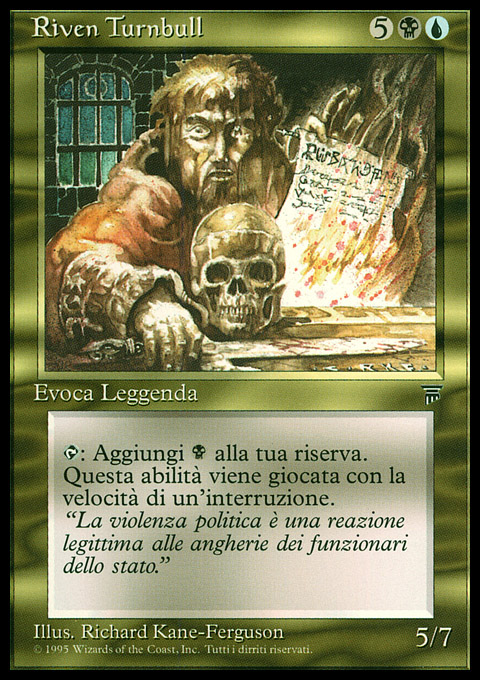 Riven Turnbull
5
Evoca Leggenda
: Aggiungi alla tua riserva.
Questa abilità viene giocata con la
velocità di un'interruzione.
“La violenza politica è una reazione
legittima alle angherie dei funzionari
dello stato.”
Illus. Richard Kane-Ferguson
5/7
© 1995 Wizards of the Coast, Inc. Tutti i dirriti riservati.